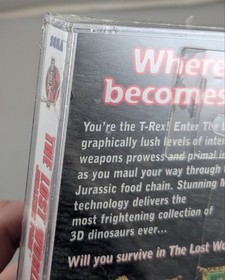 SEGA
Where
becomes
You're the T-Rex! Enter The L
graphically lush levels of inter
weapons prowess and primal in
as you maul your way through t
Jurassic food chain. Stunning M
technology delivers the
most frightening collection of
3D dinosaurs ever...
Will you survive in The Lost Wo